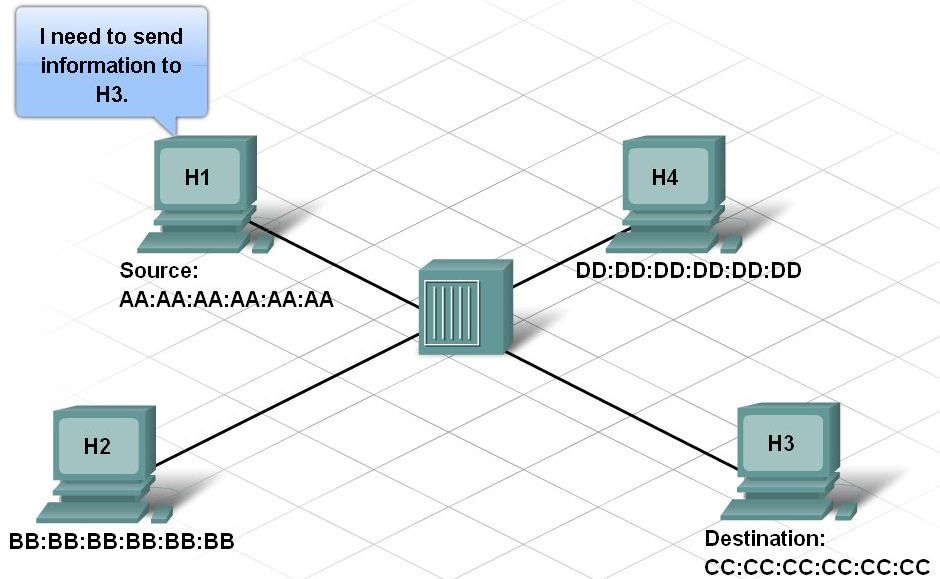 I need to send
information to
H3.
H1
H4
Source:
AA:AA:AA:AA:AA:AA
DD:DD:DD:DD:DD:DD
H2
H3
BB:BB:BB:BB:BB:BB
Destination:
CC:CC:CC:CC:CC:CC